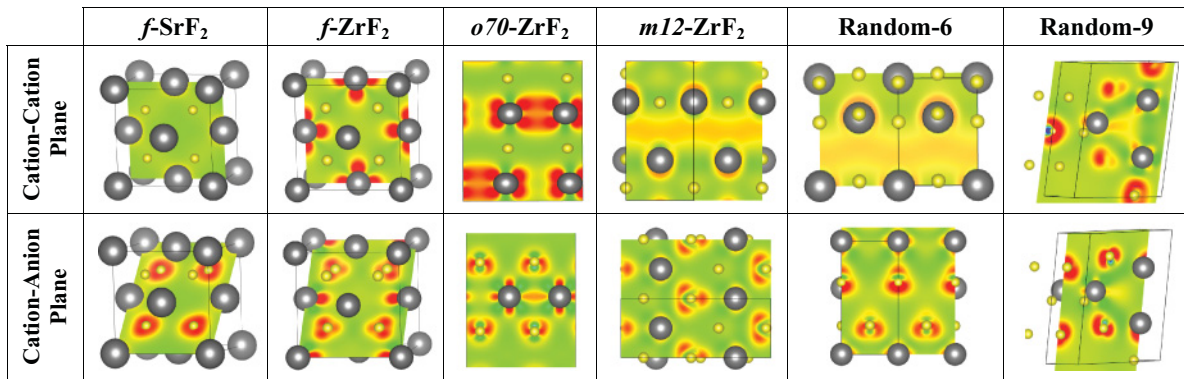 f-SrF₂ f-ZrF₂ o70-ZrF₂ m12-ZrF₂ Random-6 Random-9
Cation-Cation
Plane
Cation-Anion
Plane